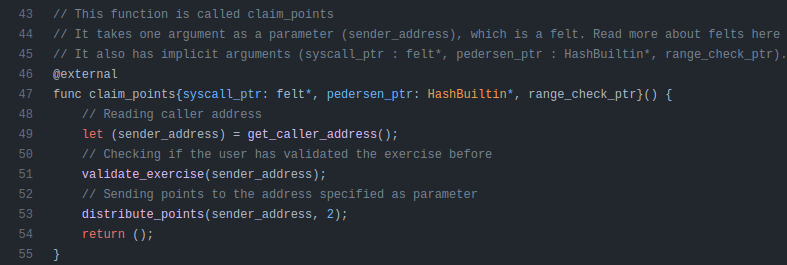 43 // This function is called claim_points
44 // It takes one argument as a parameter (sender_address), which is a felt. Read more about felts here
45 // It also has implicit arguments (syscall_ptr : felt*, pedersen_ptr : HashBuiltin*, range_check_ptr).
46 @external
47 func claim_points{syscall_ptr: felt*, pedersen_ptr: HashBuiltin*, range_check_ptr}() {
48     // Reading caller address
49     let (sender_address) = get_caller_address();
50     // Checking if the user has validated the exercise before
51     validate_exercise(sender_address);
52     // Sending points to the address specified as parameter
53     distribute_points(sender_address, 2);
54     return ();
55 }